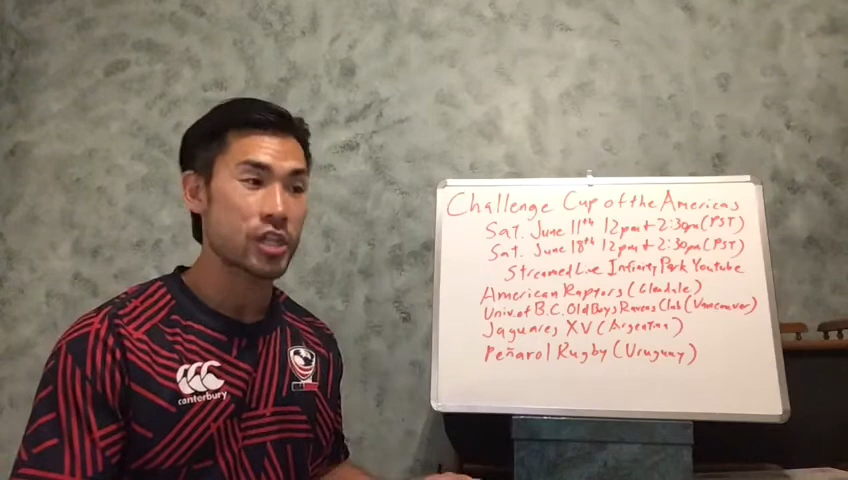 Challenge Cup of the Americas
Sat. June 11th 12pm + 2:30pm (PST)
Sat. June 18th 12pm + 2:30pm (PST)
Streamed Live Infinity Park Youtube
American Raptors (Glendale)
Univ. of B.C. Old Boys Ravens Club (Vancouver)
Jaguares XV (Argentina)
Peñarol Rugby (Uruguay)
canterbury
USA